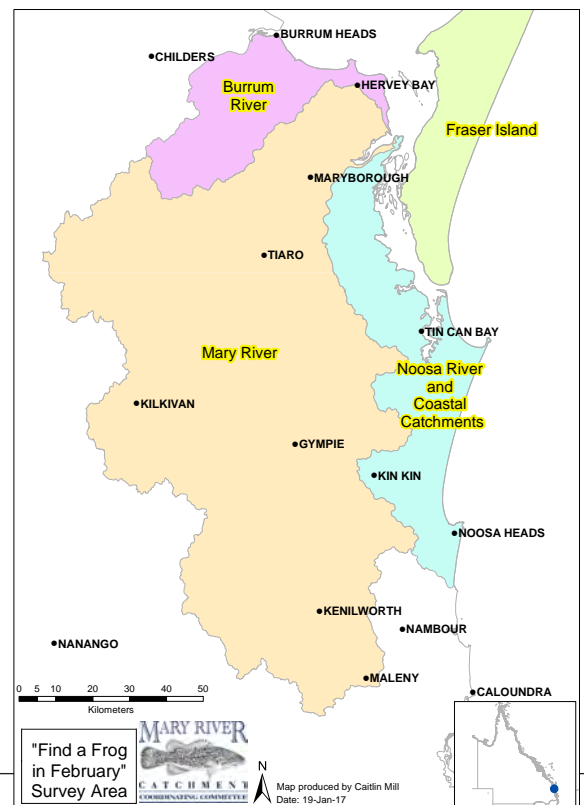 BURRUM HEADS
CHILDERS
Burrum
River
HERVEY BAY
Fraser Island
MARYBOROUGH
TIARO
TIN CAN BAY
Mary River
Noosa River
and
Coastal
Catchments
KILKIVAN
GYMPIE
KIN KIN
NOOSA HEADS
KENILWORTH
NAMBOUR
NANANGO
MALENY
CALOUNDRA
0 5 10 20 30 40 50
Kilometers
"Find a Frog
in February"
Survey Area
MARY RIVER
CATCHMENT
COORDINATING COMMITTEE
N
Map produced by Caitlin Mill
Date: 19-Jan-17